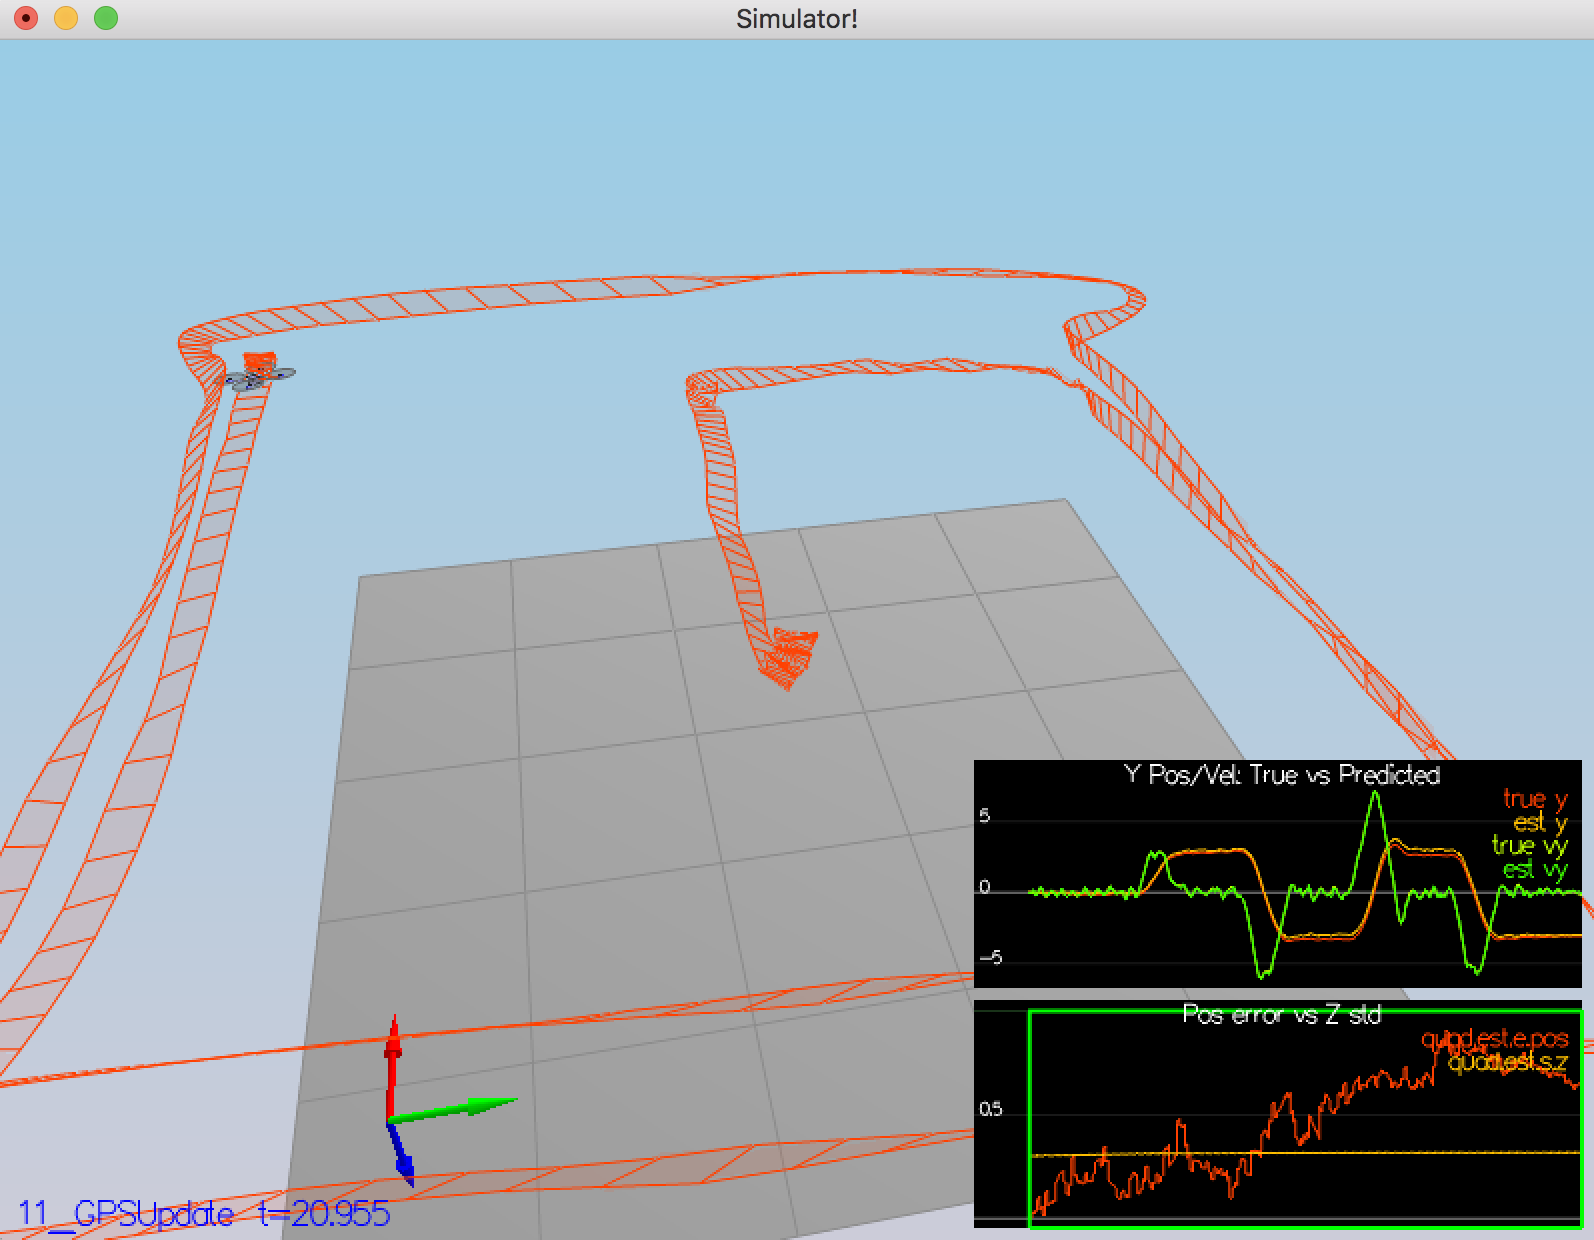 Simulator!
Y Pos/Vel: True vs Predicted
true y
est y
true vy
est vy
5
0
-5
Pos error vs Z std
quad.est.e.pos
quad.est.s.z
0.5
11_GPSUpdate t=20.955